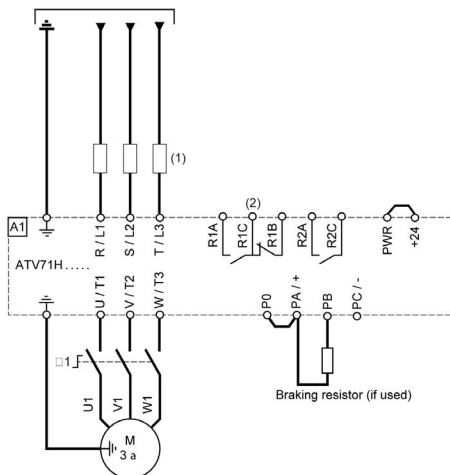 (1)
(2)
A1
R / L1
S / L2
T / L3
R1A
R1C
R1B
R2A
R2C
PWR
+24
ATV71H.....
U / T1
V / T2
W / T3
P0
PA / +
PB
PC / -
□1
U1
V1
W1
Braking resistor (if used)
M
3 a